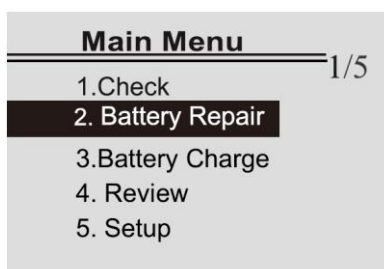 Main Menu
1/5
1.Check
2. Battery Repair
3.Battery Charge
4. Review
5. Setup